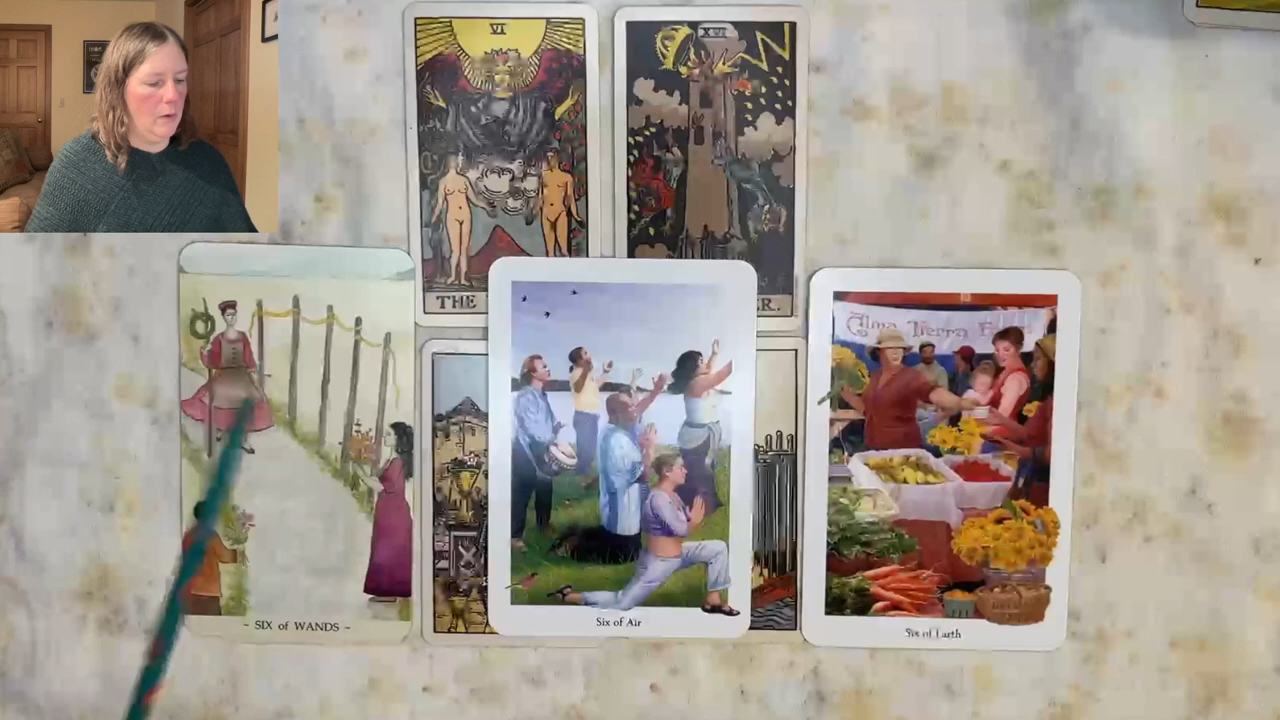 VI
XVI
THE
R.
Alma Tierra
~ SIX of WANDS ~
Six of Air
Six of Earth